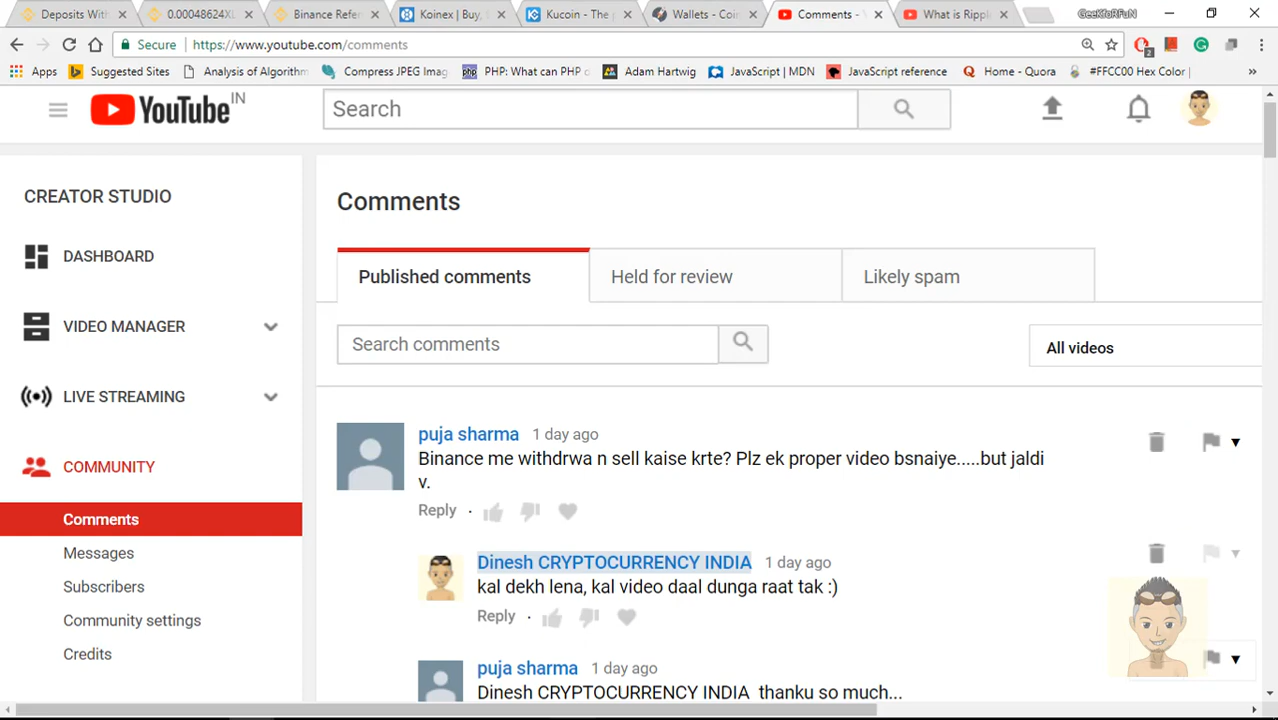 Deposits With
0.00048624XL
Binance Refer
Koinex | Buy, S
Kucoin - The p
Wallets - Coin
Comments -
What is Ripple
GeeKfoRFuN
Secure
https://www.youtube.com/comments
2
Apps
Suggested Sites
Analysis of Algorithm
Compress JPEG Imag
PHP: What can PHP d
Adam Hartwig
JavaScript | MDN
JavaScript reference
Home - Quora
#FFCC00 Hex Color
»
YouTube IN
Search
CREATOR STUDIO
DASHBOARD
VIDEO MANAGER
LIVE STREAMING
COMMUNITY
Comments
Messages
Subscribers
Community settings
Credits
Comments
Published comments
Held for review
Likely spam
Search comments
All videos
puja sharma 1 day ago
Binance me withdrwa n sell kaise krte? Plz ek proper video bsnaiye.....but jaldi
v.
Reply ·
Dinesh CRYPTOCURRENCY INDIA 1 day ago
kal dekh lena, kal video daal dunga raat tak :)
Reply ·
puja sharma 1 day ago
Dinesh CRYPTOCURRENCY INDIA thanku so much...